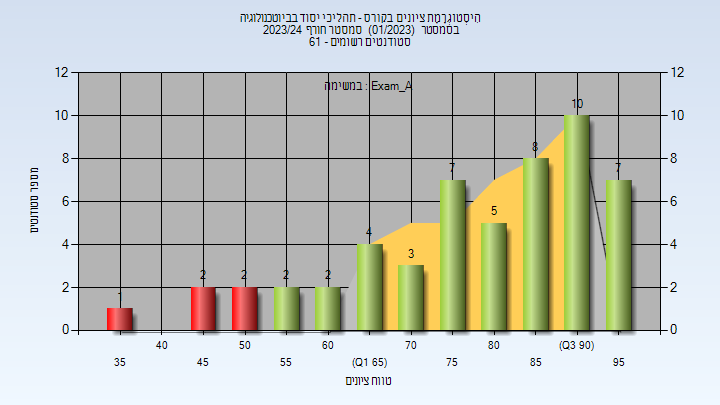 הִיסְטוֹגְרָמַת ציונים בקורס - תהליכי יסוד בביוטכנולוגיה
בסמסטר (01/2023) סמסטר חורף 2023/24
סטודנטים רשומים - 61
במשימה : Exam_A
מספר סטודנטים
12 12
10 10
8 8
6 6
4 4
2 2
0 0
1 2 2 2 2 4 3 7 5 8 10 7
40 50 60 70 80 (Q3 90)
35 45 55 (Q1 65) 75 85 95
טווח ציונים